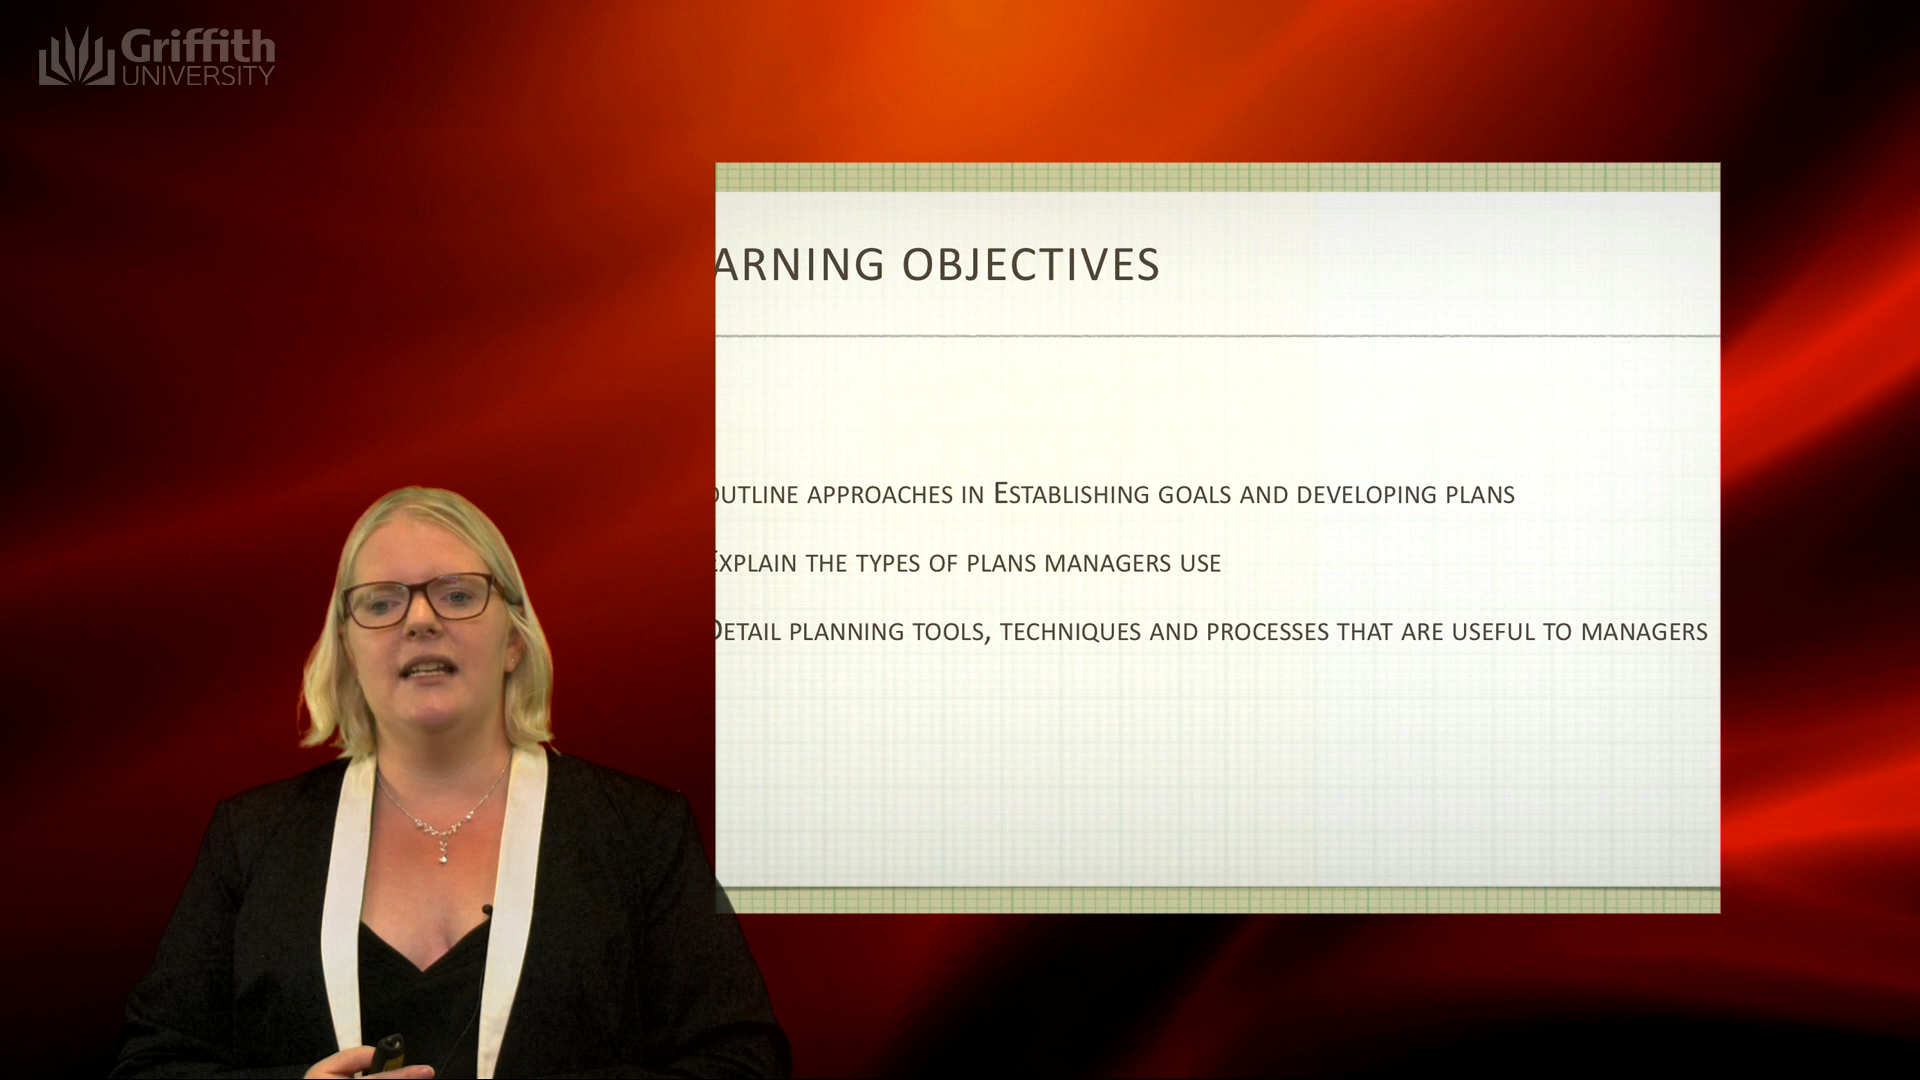 Griffith
UNIVERSITY
ARNING OBJECTIVES
OUTLINE APPROACHES IN ESTABLISHING GOALS AND DEVELOPING PLANS
EXPLAIN THE TYPES OF PLANS MANAGERS USE
DETAIL PLANNING TOOLS, TECHNIQUES AND PROCESSES THAT ARE USEFUL TO MANAGERS